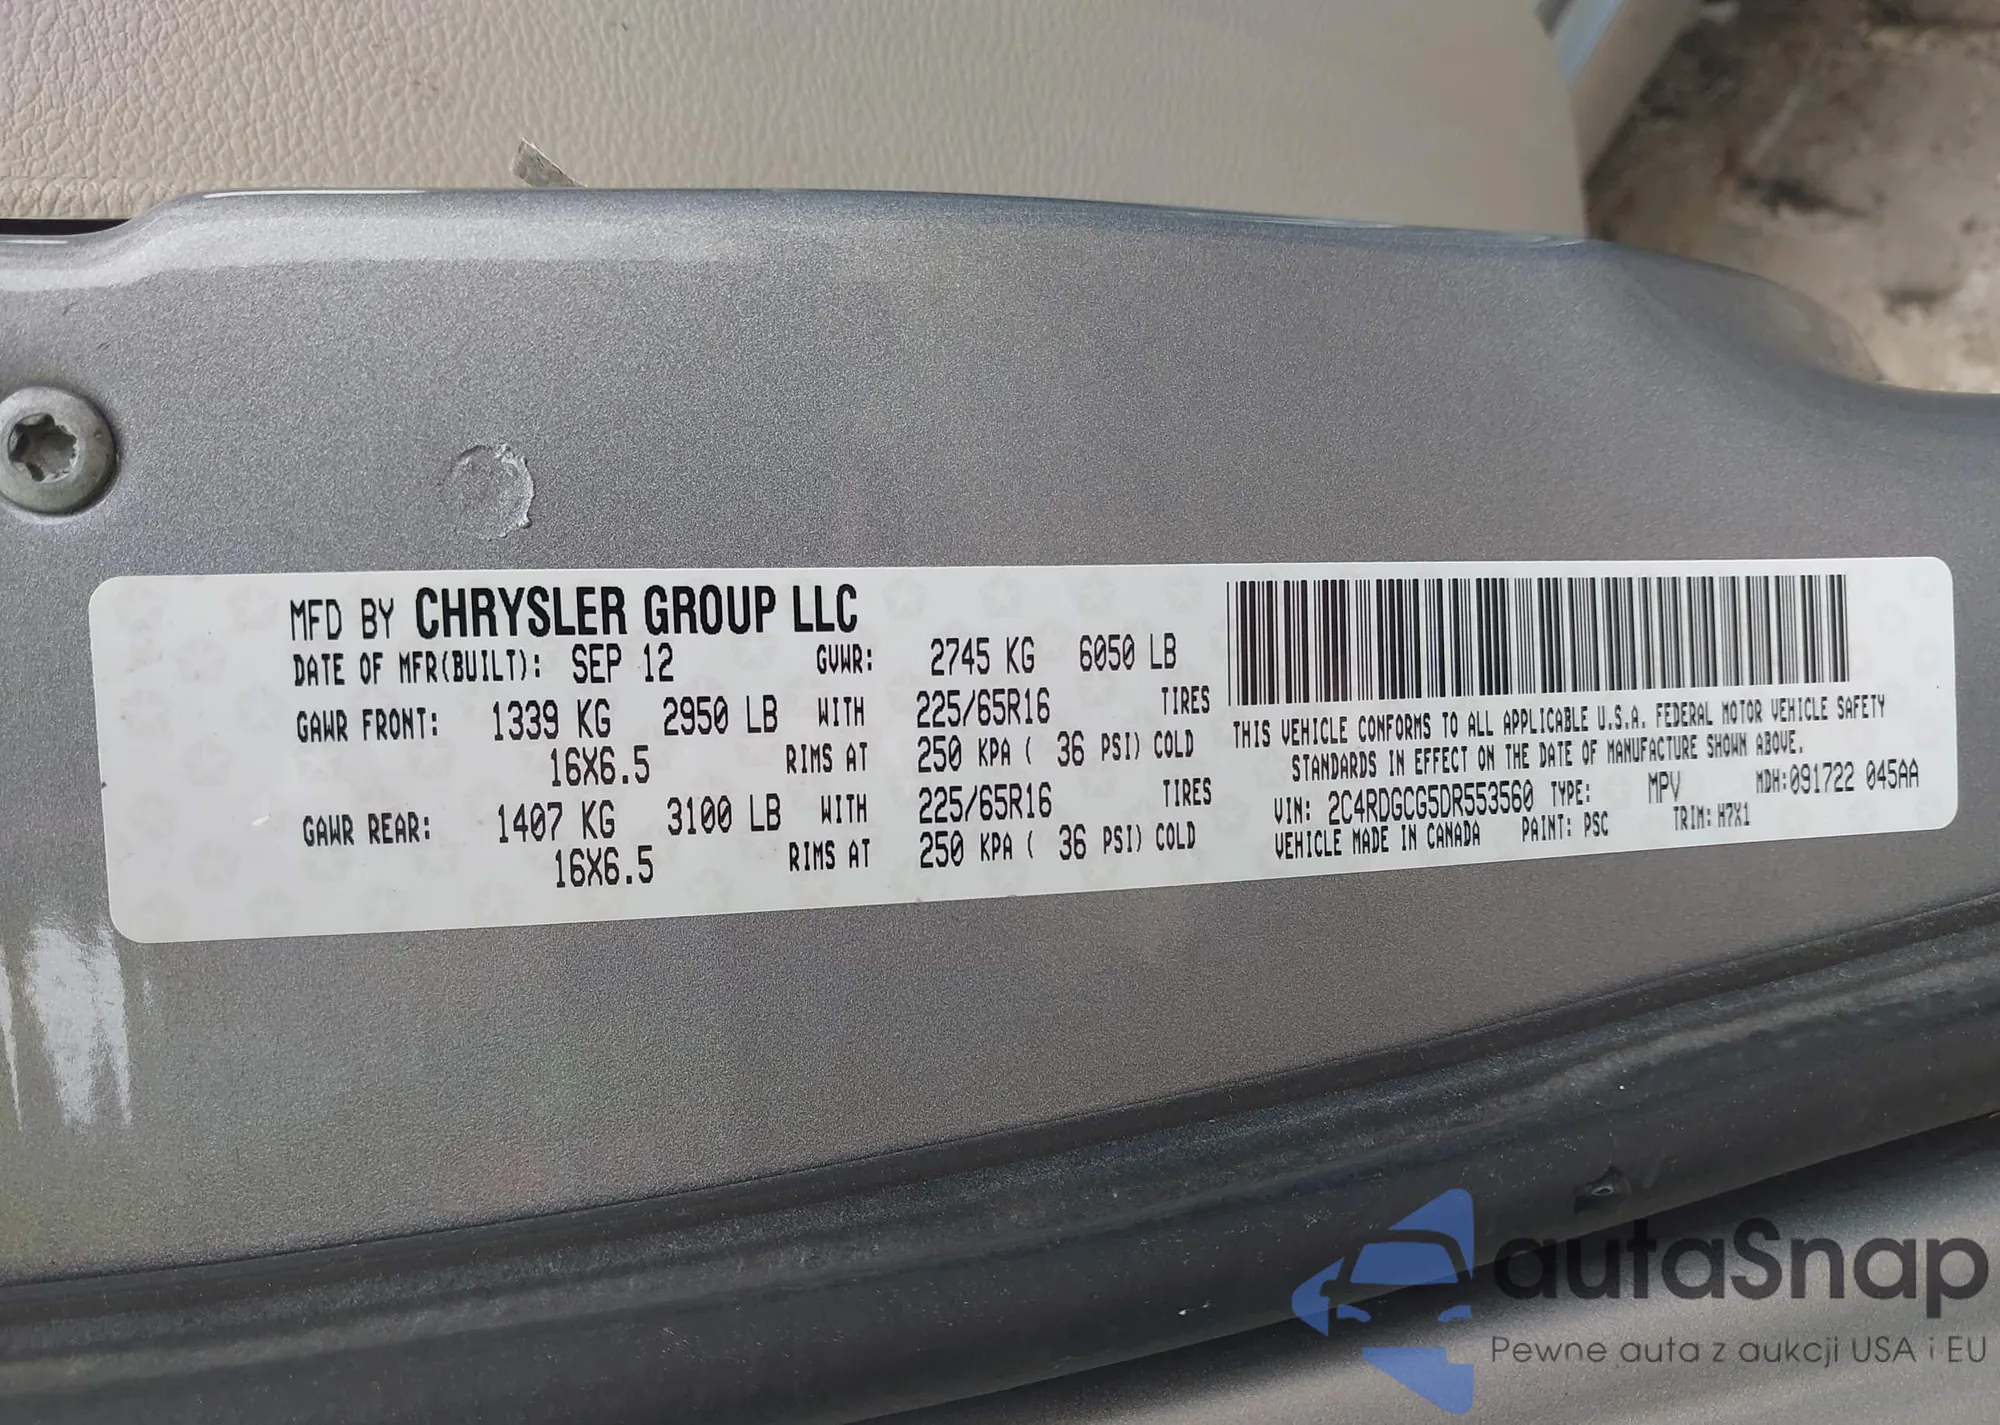 MFD BY CHRYSLER GROUP LLC
DATE OF MFR(BUILT): SEP 12 GVWR: 2745 KG 6050 LB
GAWR FRONT: 1339 KG 2950 LB WITH 225/65R16 TIRES
16X6.5 RIMS AT 250 KPA ( 36 PSI) COLD
GAWR REAR: 1407 KG 3100 LB WITH 225/65R16 TIRES
16X6.5 RIMS AT 250 KPA ( 36 PSI) COLD
THIS VEHICLE CONFORMS TO ALL APPLICABLE U.S.A. FEDERAL MOTOR VEHICLE SAFETY
STANDARDS IN EFFECT ON THE DATE OF MANUFACTURE SHOWN ABOVE.
VIN: 2C4RDGCG5DR553560 TYPE: MPV MDH:091722 045AA
VEHICLE MADE IN CANADA PAINT: PSC TRIM: H7X1
autaSnap
Pewne auta z aukcji USA i EU